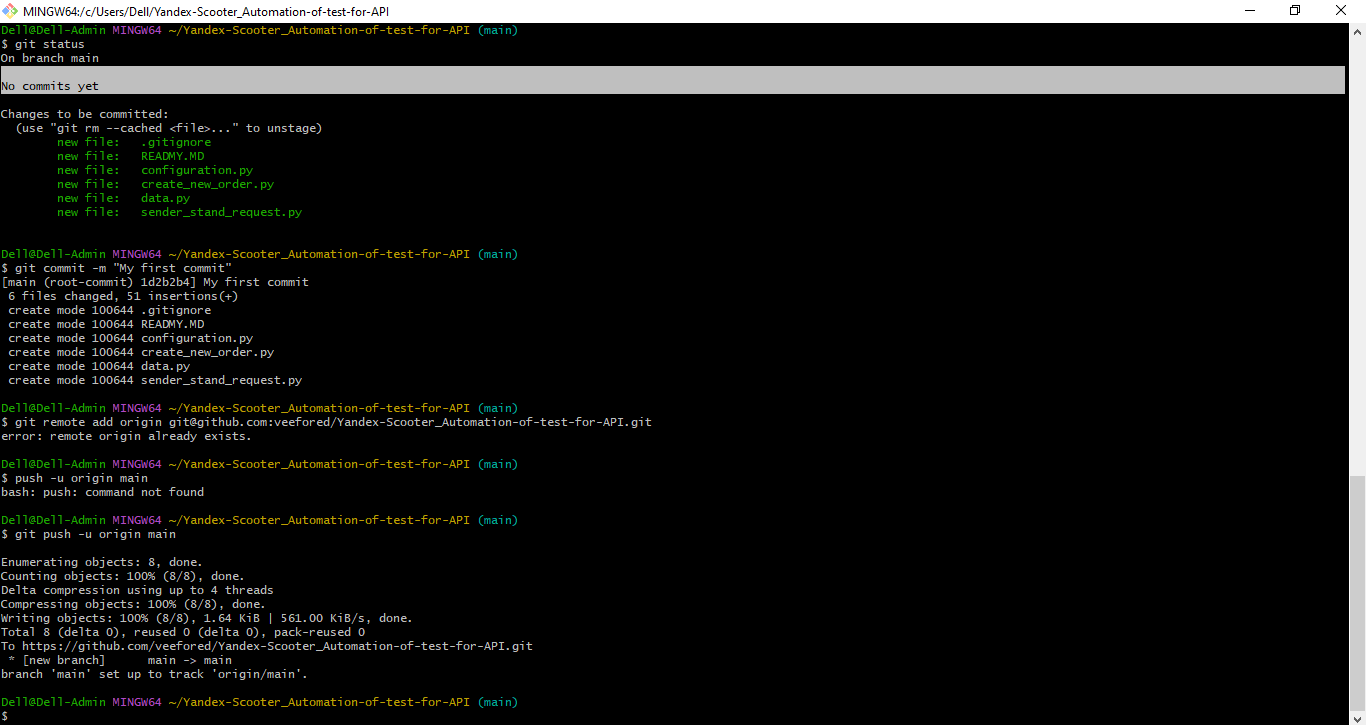 MINGW64:/c/Users/Dell/Yandex-Scooter_Automation-of-test-for-API
Dell@Dell-Admin MINGW64 ~/Yandex-Scooter_Automation-of-test-for-API (main)
$ git status
On branch main
No commits yet
Changes to be committed:
  (use "git rm --cached <file>..." to unstage)
        new file:   .gitignore
        new file:   READMY.MD
        new file:   configuration.py
        new file:   create_new_order.py
        new file:   data.py
        new file:   sender_stand_request.py
Dell@Dell-Admin MINGW64 ~/Yandex-Scooter_Automation-of-test-for-API (main)
$ git commit -m "My first commit"
[main (root-commit) 1d2b2b4] My first commit
 6 files changed, 51 insertions(+)
 create mode 100644 .gitignore
 create mode 100644 READMY.MD
 create mode 100644 configuration.py
 create mode 100644 create_new_order.py
 create mode 100644 data.py
 create mode 100644 sender_stand_request.py
Dell@Dell-Admin MINGW64 ~/Yandex-Scooter_Automation-of-test-for-API (main)
$ git remote add origin git@github.com:veefored/Yandex-Scooter_Automation-of-test-for-API.git
error: remote origin already exists.
Dell@Dell-Admin MINGW64 ~/Yandex-Scooter_Automation-of-test-for-API (main)
$ push -u origin main
bash: push: command not found
Dell@Dell-Admin MINGW64 ~/Yandex-Scooter_Automation-of-test-for-API (main)
$ git push -u origin main
Enumerating objects: 8, done.
Counting objects: 100% (8/8), done.
Delta compression using up to 4 threads
Compressing objects: 100% (8/8), done.
Writing objects: 100% (8/8), 1.64 KiB | 561.00 KiB/s, done.
Total 8 (delta 0), reused 0 (delta 0), pack-reused 0
To https://github.com/veefored/Yandex-Scooter_Automation-of-test-for-API.git
 * [new branch]      main -> main
branch 'main' set up to track 'origin/main'.
Dell@Dell-Admin MINGW64 ~/Yandex-Scooter_Automation-of-test-for-API (main)
$